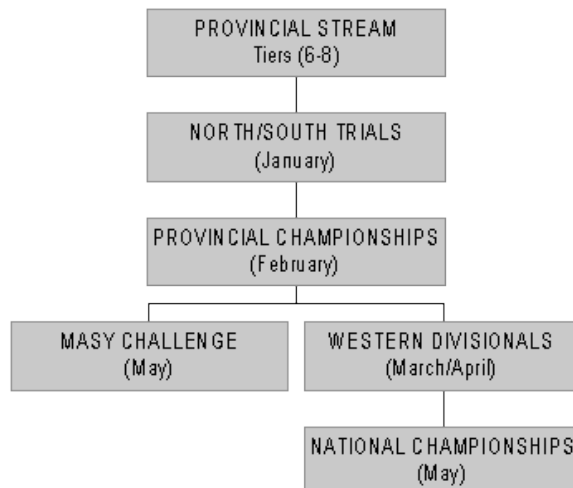 PROVINCIAL STREAM
Tiers (6-8)
NORTH/SOUTH TRIALS
(January)
PROVINCIAL CHAMPIONSHIPS
(February)
MASY CHALLENGE
(May)
WESTERN DIVISIONALS
(March/April)
NATIONAL CHAMPIONSHIPS
(May)